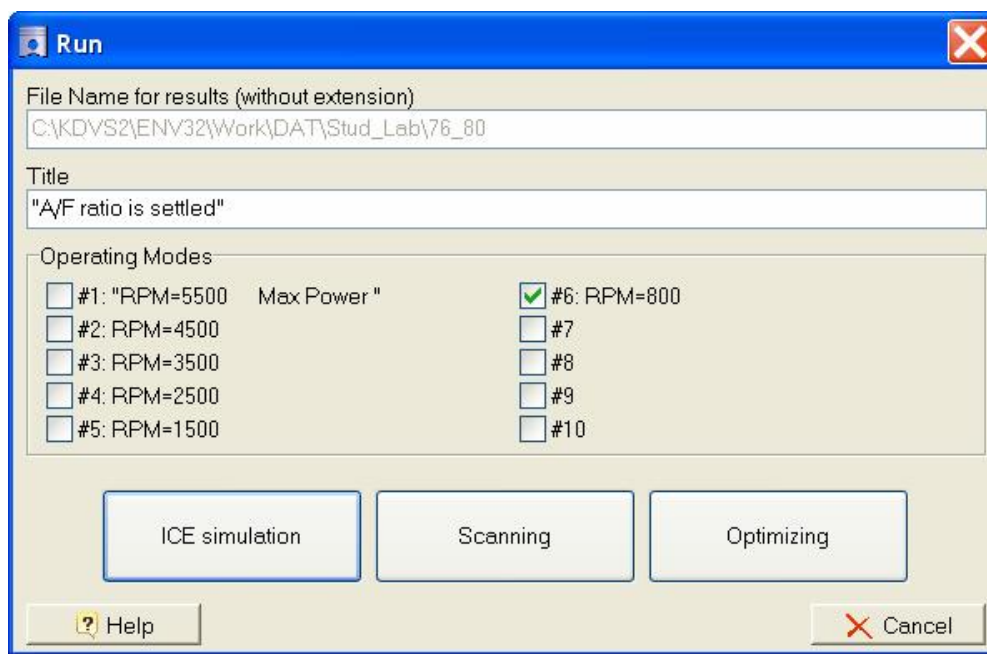 Run
File Name for results (without extension)
C:\KDVS2\ENV32\Work\DAT\Stud_Lab\76_80
Title
"A/F ratio is settled"
Operating Modes
#1: "RPM=5500 Max Power "
#2: RPM=4500
#3: RPM=3500
#4: RPM=2500
#5: RPM=1500
#6: RPM=800
#7
#8
#9
#10
ICE simulation
Scanning
Optimizing
? Help
Cancel